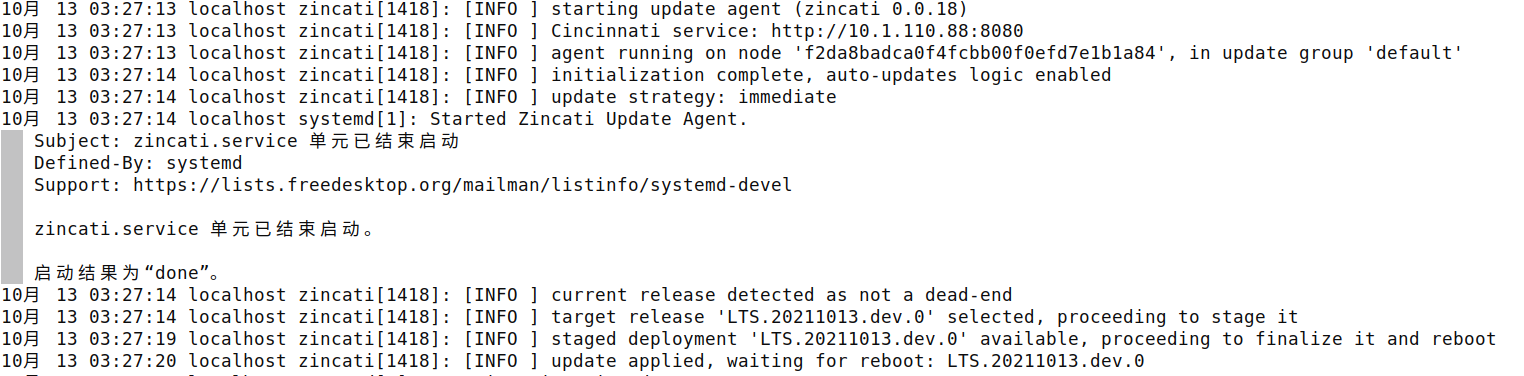 10月 13 03:27:13 localhost zincati[1418]: [INFO ] starting update agent (zincati 0.0.18)
10月 13 03:27:13 localhost zincati[1418]: [INFO ] Cincinnati service: http://10.1.110.88:8080
10月 13 03:27:13 localhost zincati[1418]: [INFO ] agent running on node 'f2da8badca0f4fcbb00f0efd7e1b1a84', in update group 'default'
10月 13 03:27:14 localhost zincati[1418]: [INFO ] initialization complete, auto-updates logic enabled
10月 13 03:27:14 localhost zincati[1418]: [INFO ] update strategy: immediate
10月 13 03:27:14 localhost systemd[1]: Started Zincati Update Agent.
Subject: zincati.service 单元已结束启动
Defined-By: systemd
Support: https://lists.freedesktop.org/mailman/listinfo/systemd-devel
zincati.service 单元已结束启动。
启动结果为“done”。
10月 13 03:27:14 localhost zincati[1418]: [INFO ] current release detected as not a dead-end
10月 13 03:27:14 localhost zincati[1418]: [INFO ] target release 'LTS.20211013.dev.0' selected, proceeding to stage it
10月 13 03:27:19 localhost zincati[1418]: [INFO ] staged deployment 'LTS.20211013.dev.0' available, proceeding to finalize it and reboot
10月 13 03:27:20 localhost zincati[1418]: [INFO ] update applied, waiting for reboot: LTS.20211013.dev.0